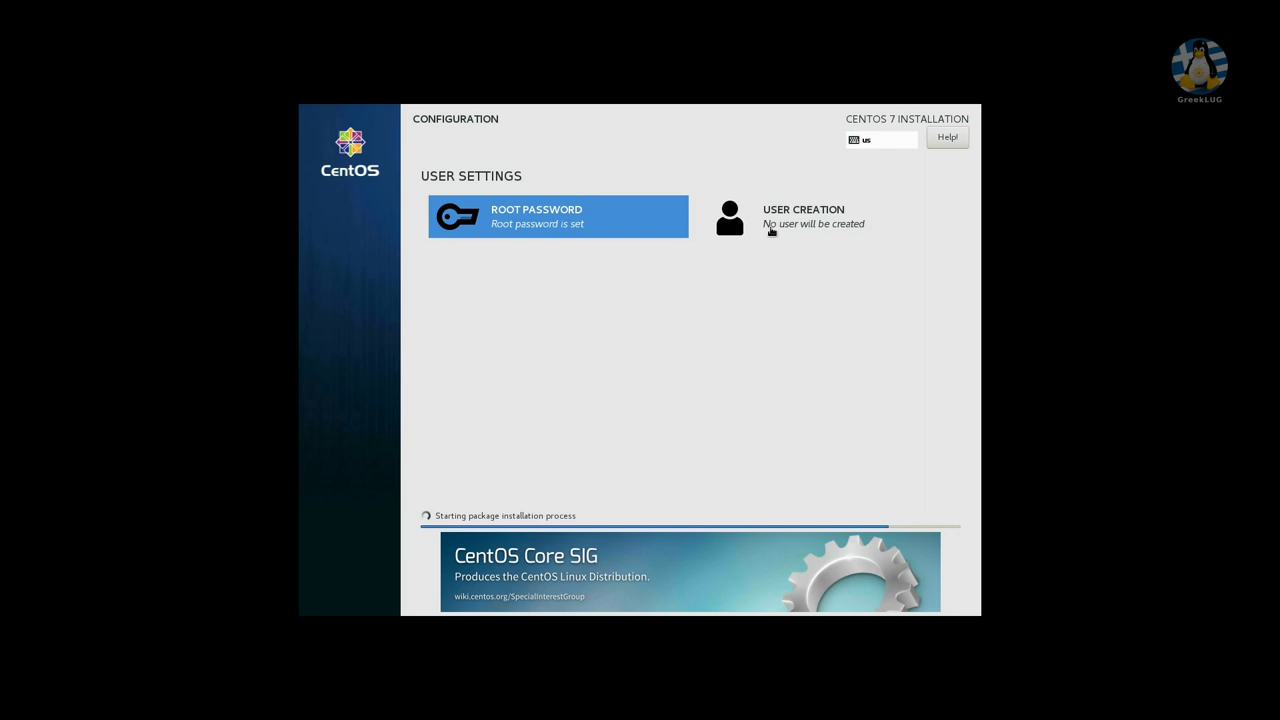 GreekLUG
CONFIGURATION
CENTOS 7 INSTALLATION
us
Help!
CentOS
USER SETTINGS
ROOT PASSWORD
Root password is set
USER CREATION
No user will be created
Starting package installation process
CentOS Core SIG
Produces the CentOS Linux Distribution.
wiki.centos.org/SpecialInterestGroup